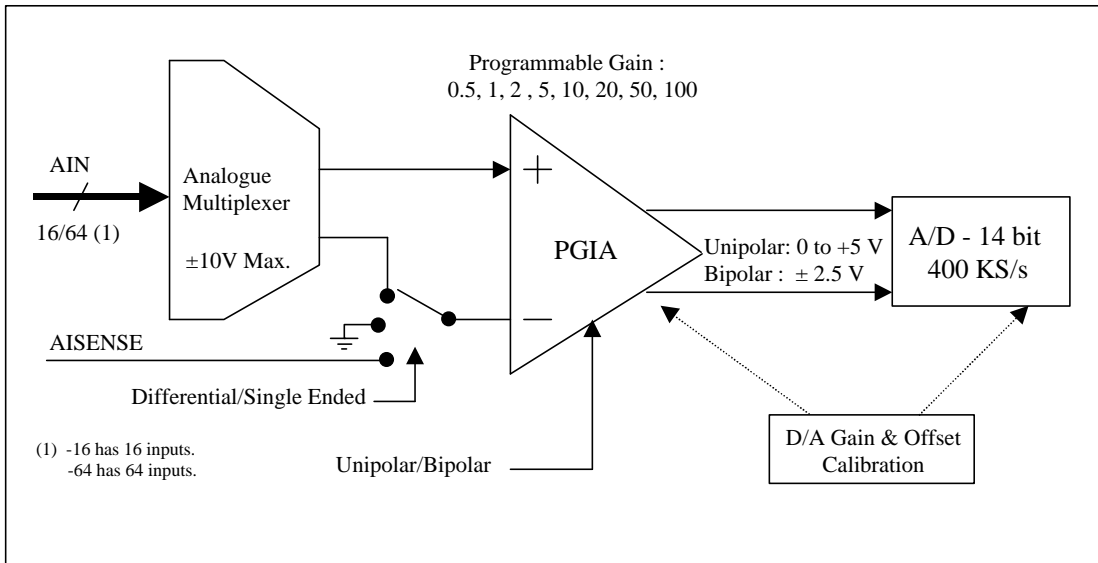 Programmable Gain :
0.5, 1, 2 , 5, 10, 20, 50, 100
AIN
16/64 (1)
Analogue
Multiplexer
±10V Max.
+
PGIA
−
Unipolar: 0 to +5 V
Bipolar : ± 2.5 V
A/D - 14 bit
400 KS/s
AISENSE
Differential/Single Ended
(1) -16 has 16 inputs.
-64 has 64 inputs.
Unipolar/Bipolar
D/A Gain & Offset
Calibration